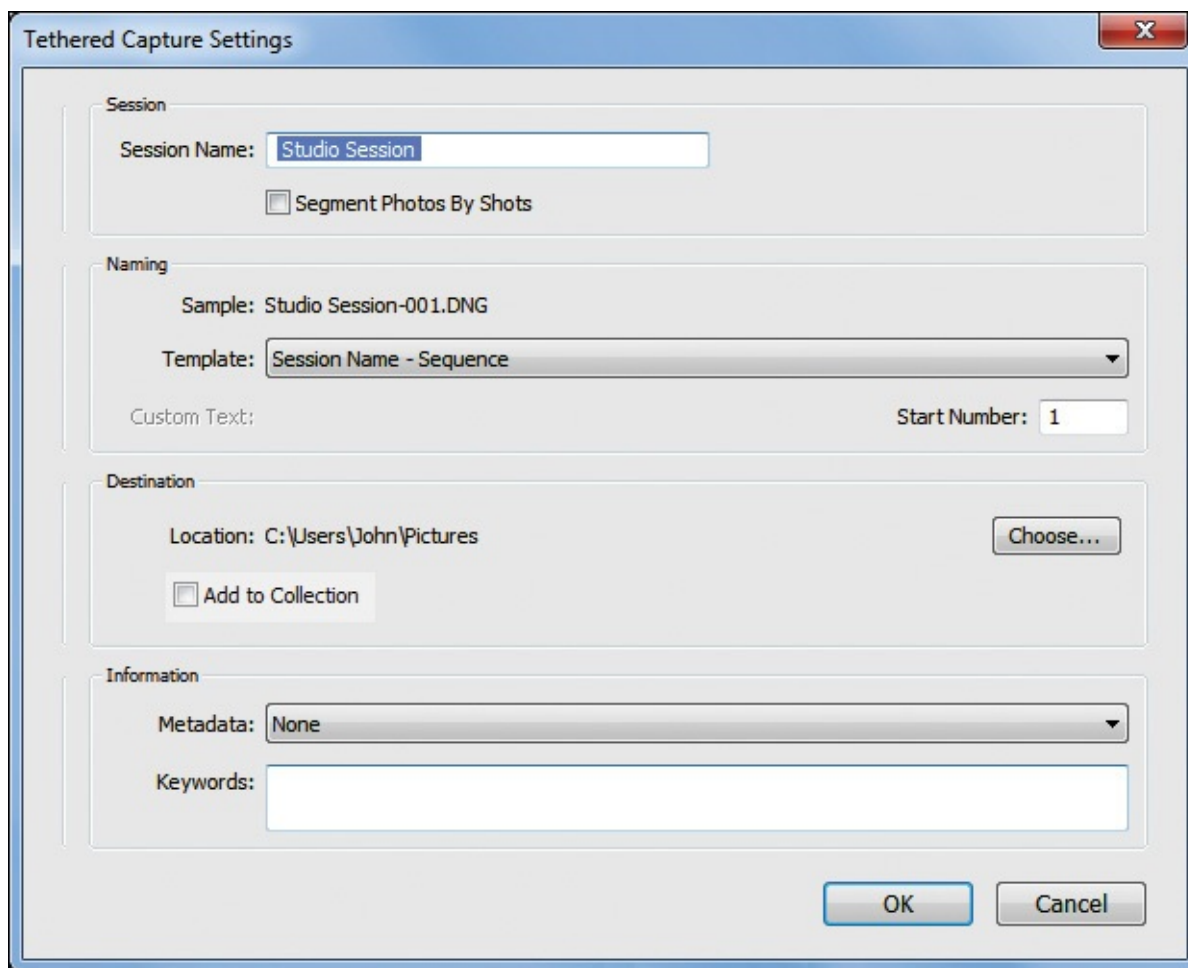 Tethered Capture Settings
X
Session
Session Name: Studio Session
Segment Photos By Shots
Naming
Sample: Studio Session-001.DNG
Template: Session Name - Sequence
Custom Text: Start Number: 1
Destination
Location: C:\Users\John\Pictures Choose...
Add to Collection
Information
Metadata: None
Keywords:
OK Cancel